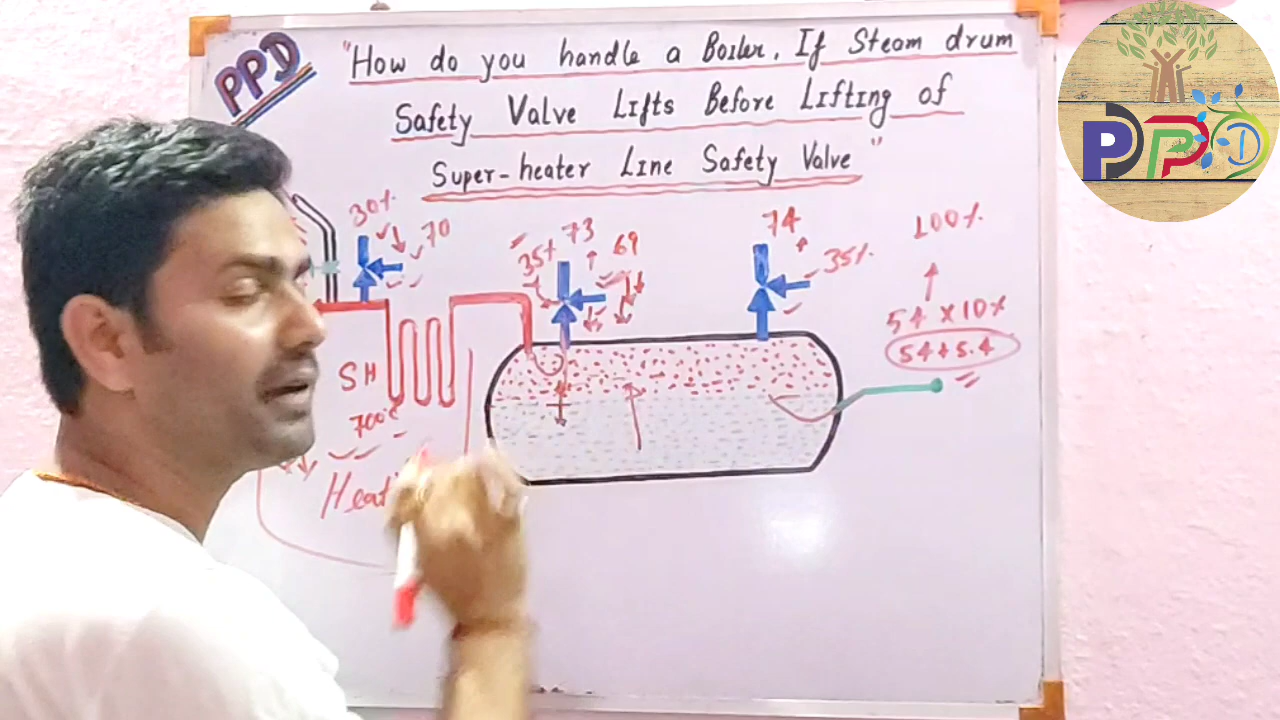 PPD
"How do you handle a Boiler, If Steam drum
Safety Valve Lifts Before Lifting of
Super-heater Line Safety Valve"
PPD
30%
70
35%
73
69
74
35%
100%
54 x 10%
54+5.4
SH
700°c